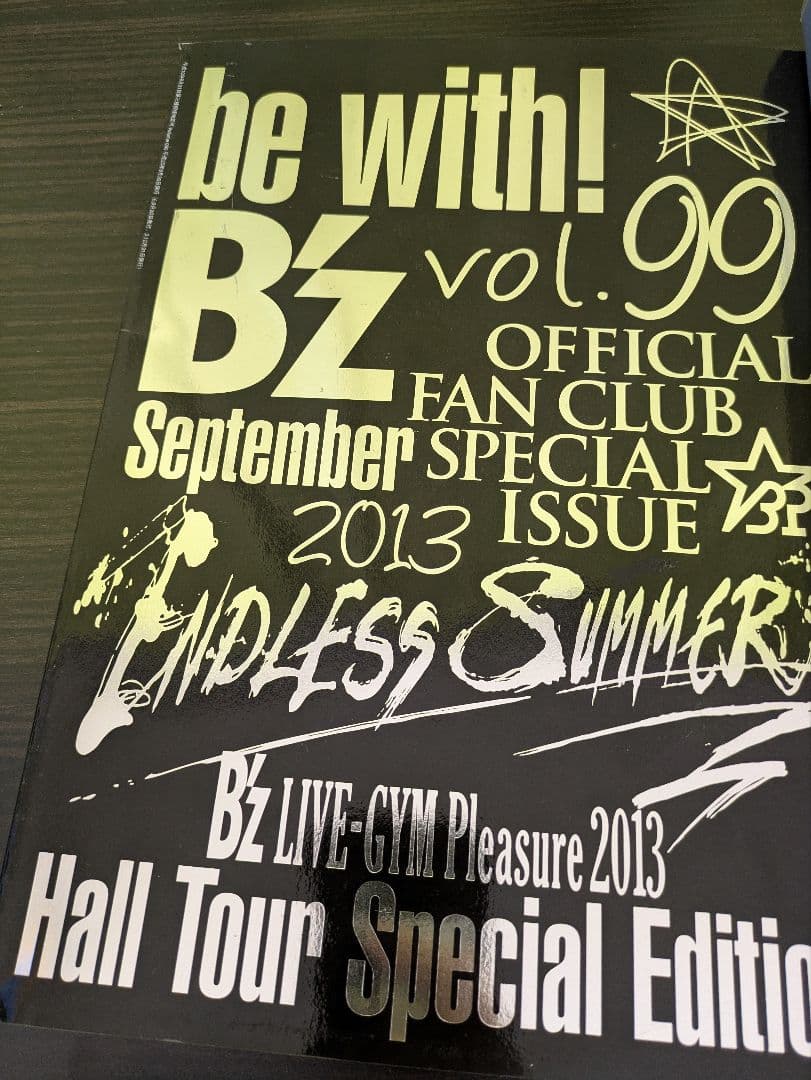 be with!
B'z vol.99
OFFICIAL
FAN CLUB
September SPECIAL
2013 ISSUE
ENDLESS SUMMER
B'z LIVE-GYM Pleasure 2013
Hall Tour Special Editio